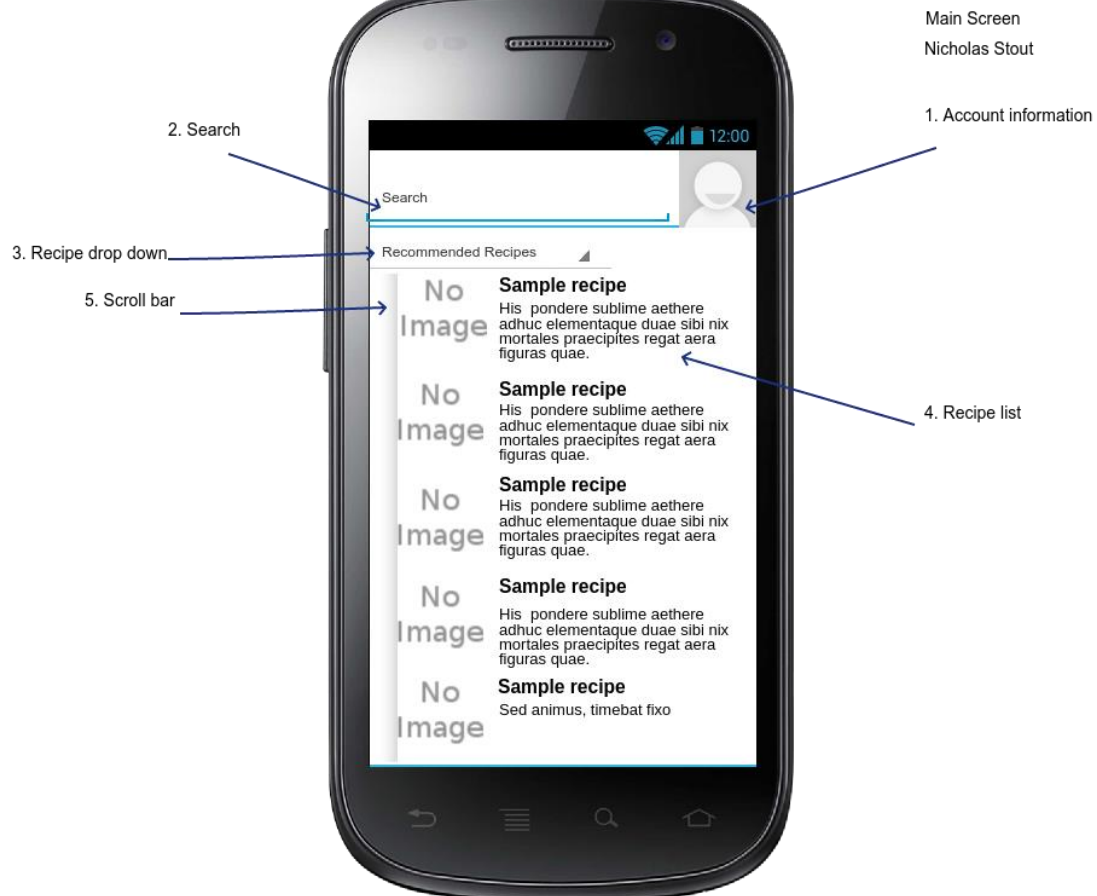 Main Screen
Nicholas Stout
1. Account information
2. Search
12:00
Search
3. Recipe drop down
Recommended Recipes
5. Scroll bar
No
Image
Sample recipe
His pondere sublime aethere
adhuc elementaque duae sibi nix
mortales praecipites regat aera
figuras quae.
4. Recipe list
No
Image
Sample recipe
His pondere sublime aethere
adhuc elementaque duae sibi nix
mortales praecipites regat aera
figuras quae.
No
Image
Sample recipe
His pondere sublime aethere
adhuc elementaque duae sibi nix
mortales praecipites regat aera
figuras quae.
No
Image
Sample recipe
His pondere sublime aethere
adhuc elementaque duae sibi nix
mortales praecipites regat aera
figuras quae.
No
Image
Sample recipe
Sed animus, timebat fixo